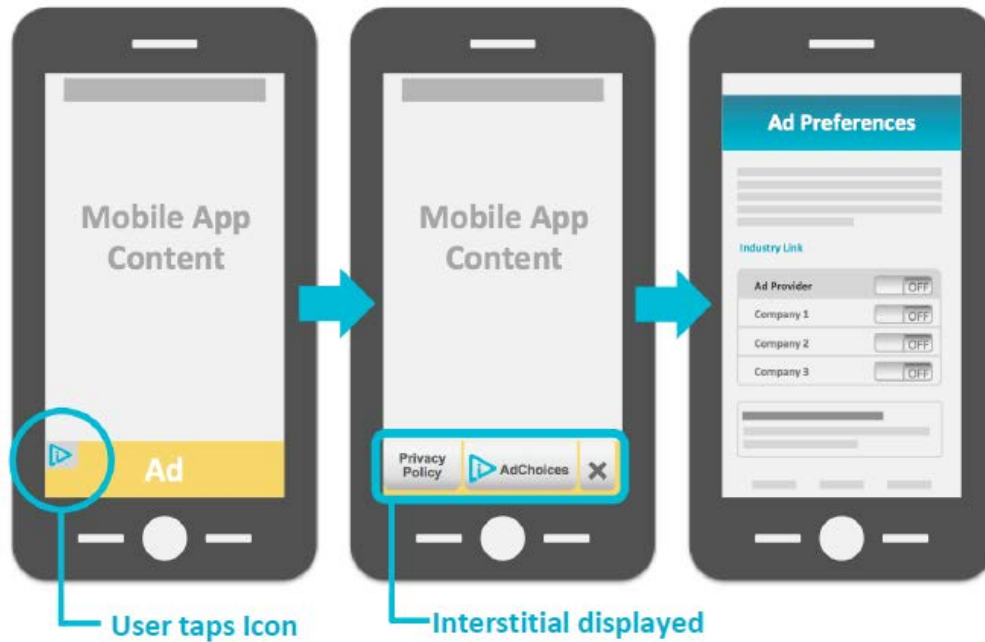 Mobile App
Content
Ad
User taps Icon
Mobile App
Content
Privacy
Policy
AdChoices
X
Interstitial displayed
Ad Preferences
Industry Link
Ad Provider OFF
Company 1 OFF
Company 2 OFF
Company 3 OFF